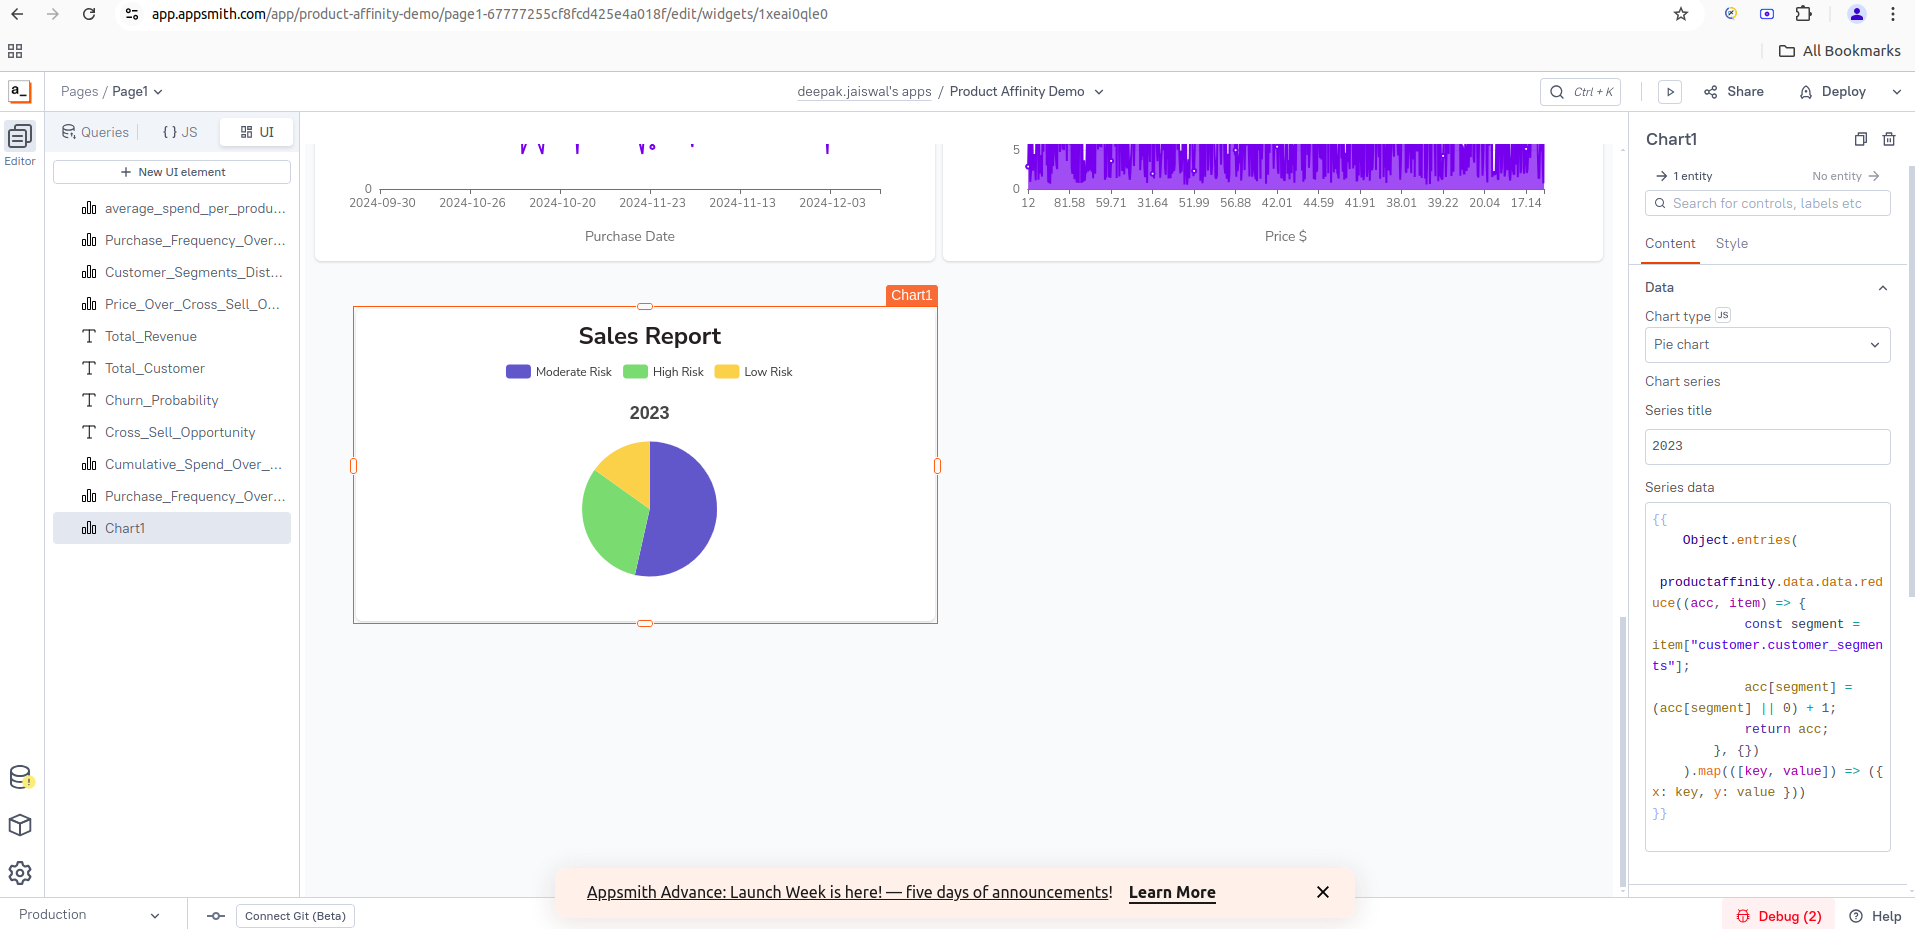 app.appsmith.com/app/product-affinity-demo/page1-67777255cf8fcd425e4a018f/edit/widgets/1xeai0qle0
All Bookmarks
a_
Pages / Page1
deepak.jaiswal's apps / Product Affinity Demo
Ctrl + K
Share
Deploy
Editor
Queries
{ } JS
UI
New UI element
average_spend_per_produ...
Purchase_Frequency_Over...
Customer_Segments_Dist...
Price_Over_Cross_Sell_O...
Total_Revenue
Total_Customer
Churn_Probability
Cross_Sell_Opportunity
Cumulative_Spend_Over_...
Purchase_Frequency_Over...
Chart1
0
2024-09-30 2024-10-26 2024-10-20 2024-11-23 2024-11-13 2024-12-03
Purchase Date
5
0
12 81.58 59.71 31.64 51.99 56.88 42.01 44.59 41.91 38.01 39.22 20.04 17.14
Price $
Chart1
Sales Report
Moderate Risk High Risk Low Risk
2023
Chart1
1 entity
No entity
Search for controls, labels etc
Content
Style
Data
Chart type JS
Pie chart
Chart series
Series title
2023
Series data
{{
Object.entries(
productaffinity.data.data.red
uce((acc, item) => {
const segment =
item["customer.customer_segmen
ts"];
acc[segment] =
(acc[segment] || 0) + 1;
return acc;
}, {})
).map(([key, value]) => ({
x: key, y: value }))
}}
Appsmith Advance: Launch Week is here! — five days of announcements! Learn More
Production
Connect Git (Beta)
Debug (2)
Help